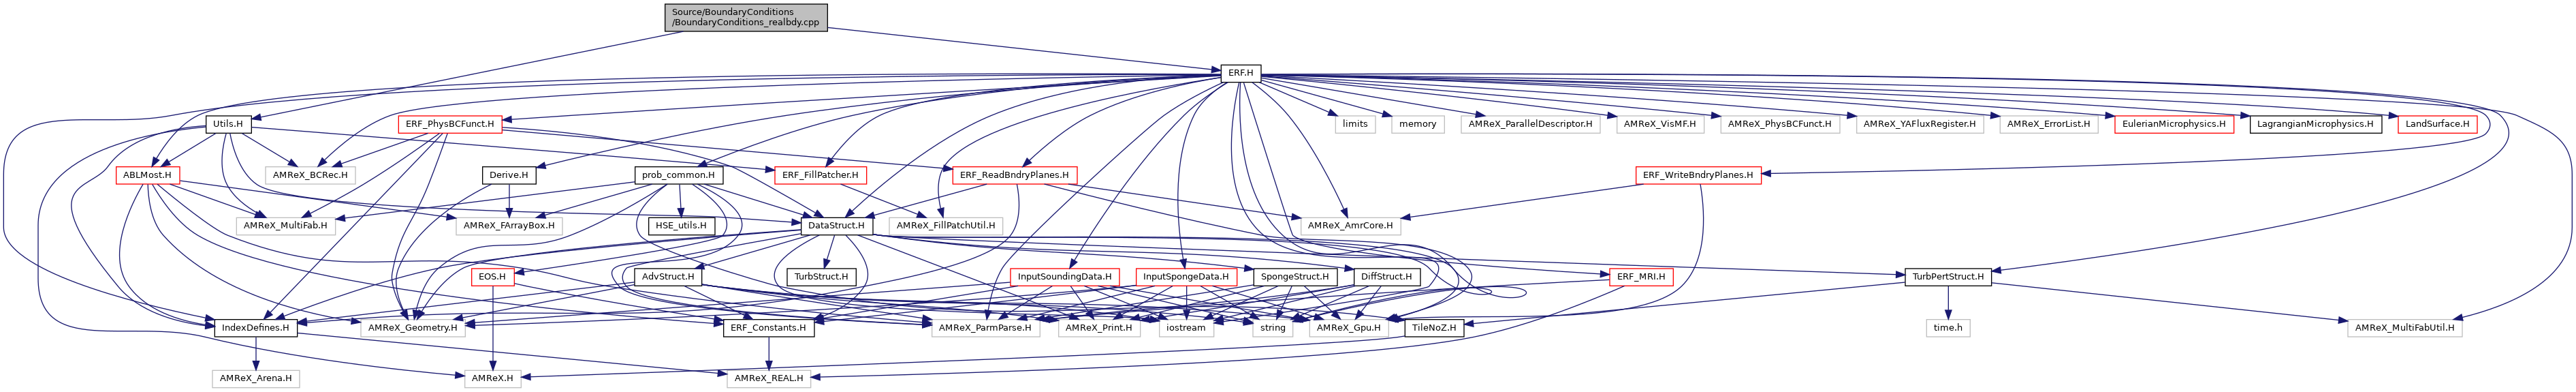 Source/BoundaryConditions
/BoundaryConditions_realbdy.cpp
ERF.H
Utils.H
ERF_PhysBCFunct.H
limits
memory
AMReX_ParallelDescriptor.H
AMReX_VisMF.H
AMReX_PhysBCFunct.H
AMReX_YAFluxRegister.H
AMReX_ErrorList.H
EulerianMicrophysics.H
LagrangianMicrophysics.H
LandSurface.H
ABLMost.H
AMReX_BCRec.H
Derive.H
prob_common.H
ERF_FillPatcher.H
ERF_ReadBndryPlanes.H
ERF_WriteBndryPlanes.H
AMReX_MultiFab.H
AMReX_FArrayBox.H
HSE_utils.H
DataStruct.H
AMReX_FillPatchUtil.H
AMReX_AmrCore.H
EOS.H
AdvStruct.H
TurbStruct.H
InputSoundingData.H
InputSpongeData.H
SpongeStruct.H
DiffStruct.H
ERF_MRI.H
TurbPertStruct.H
IndexDefines.H
AMReX_Geometry.H
ERF_Constants.H
AMReX_ParmParse.H
AMReX_Print.H
iostream
string
AMReX_Gpu.H
TileNoZ.H
time.h
AMReX_MultiFabUtil.H
AMReX_Arena.H
AMReX.H
AMReX_REAL.H